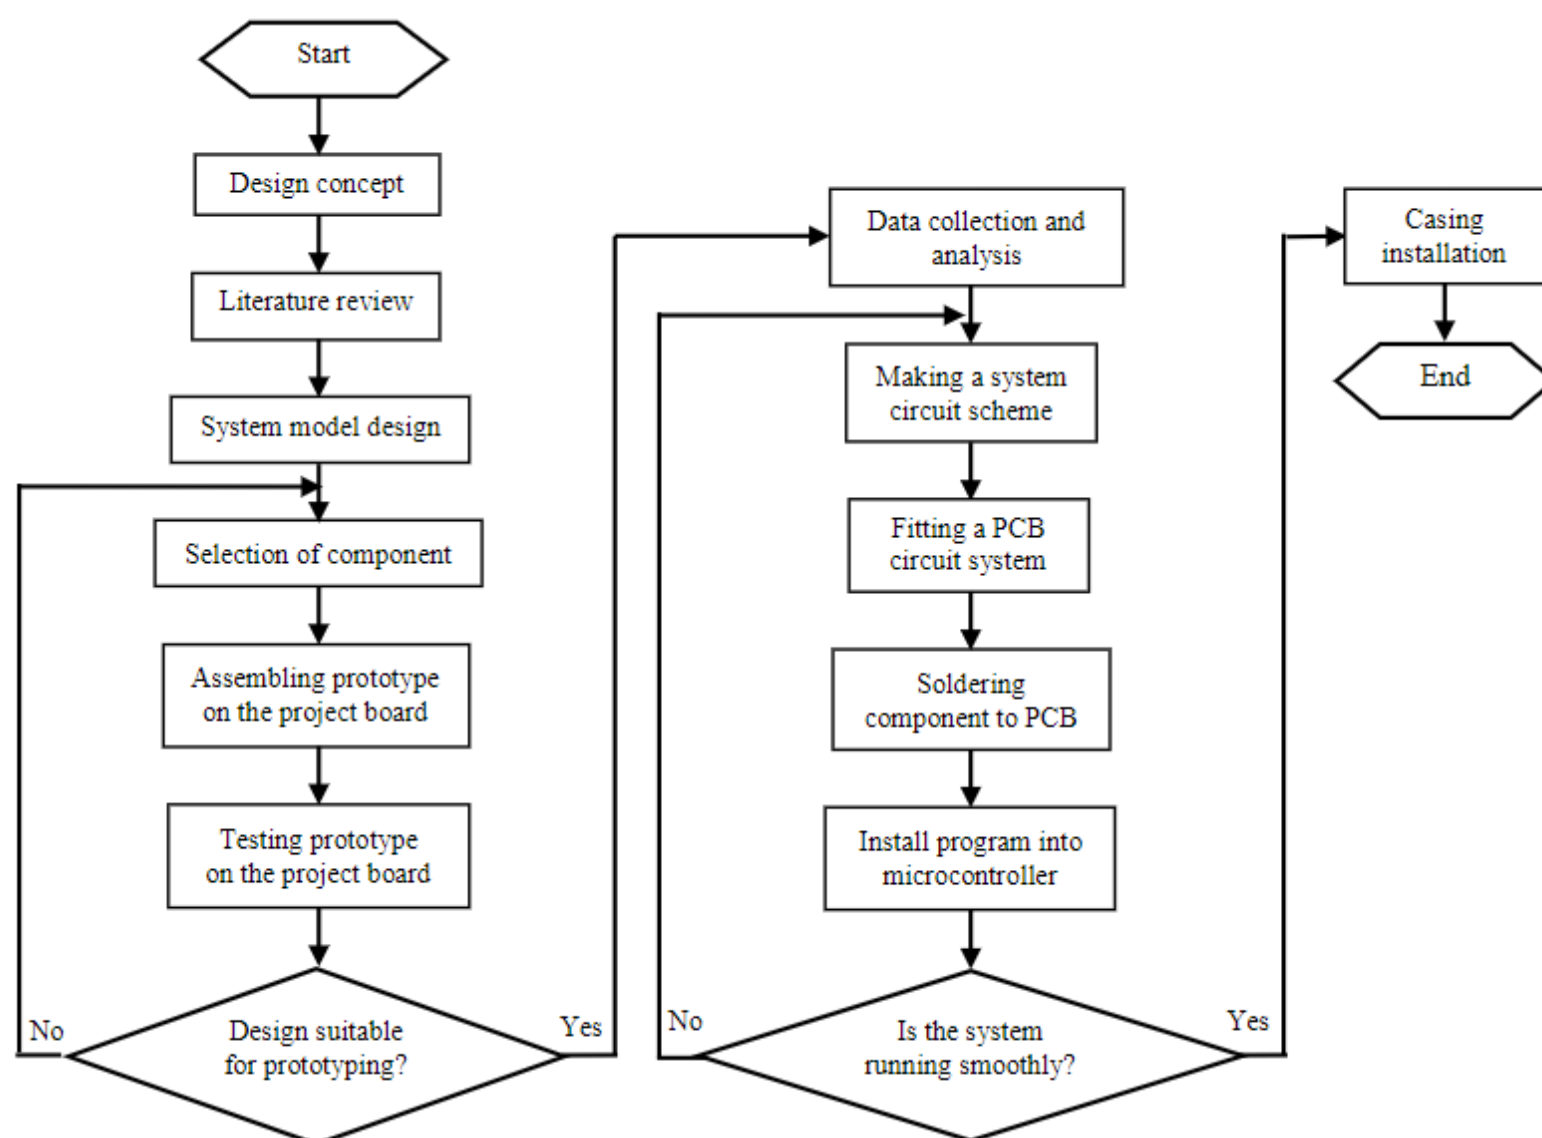 Start
Design concept
Literature review
System model design
Selection of component
Assembling prototype
on the project board
Testing prototype
on the project board
No
Design suitable
for prototyping?
Yes
Data collection and
analysis
Making a system
circuit scheme
Fitting a PCB
circuit system
Soldering
component to PCB
Install program into
microcontroller
No
Is the system
running smoothly?
Yes
Casing
installation
End